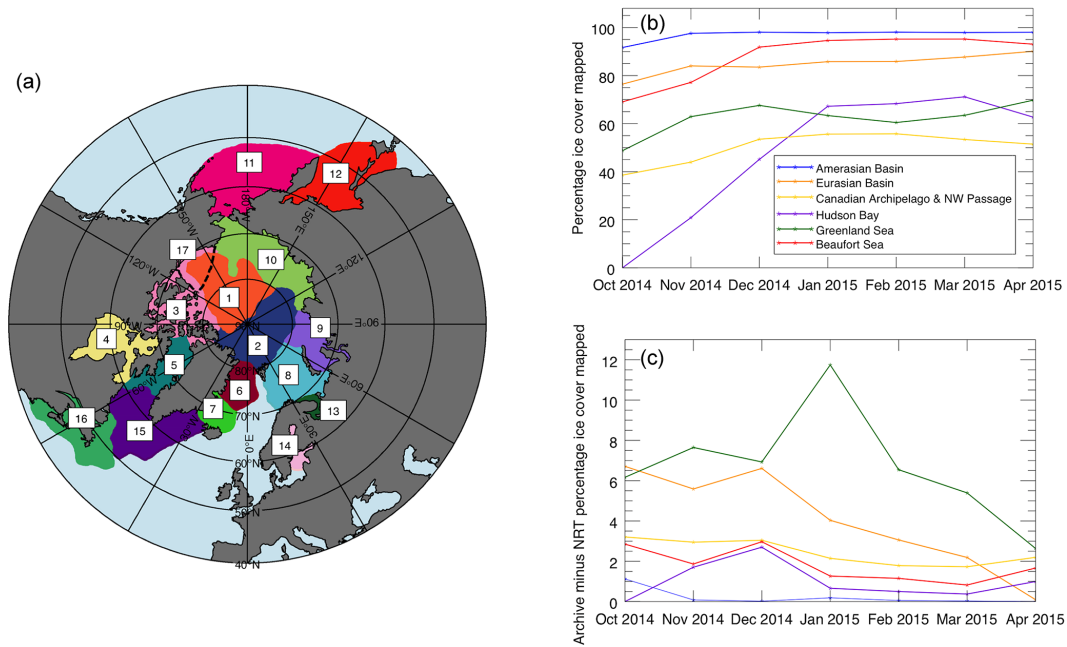 (a)
11
12
180°W
150°W
150°E
17
10
120°W
120°E
1
3
90°W
90°N
90°E
9
4
2
5
80°N
8
60°E
60°W
6
7
70°N
13
16
15
30°W
0°E
30°E
14
60°N
50°N
40°N
(b)
Percentage ice cover mapped
100
80
60
40
20
0
Amerasian Basin
Eurasian Basin
Canadian Archipelago & NW Passage
Hudson Bay
Greenland Sea
Beaufort Sea
Oct 2014 Nov 2014 Dec 2014 Jan 2015 Feb 2015 Mar 2015 Apr 2015
(c)
Archive minus NRT percentage ice cover mapped
12
10
8
6
4
2
0
Oct 2014 Nov 2014 Dec 2014 Jan 2015 Feb 2015 Mar 2015 Apr 2015